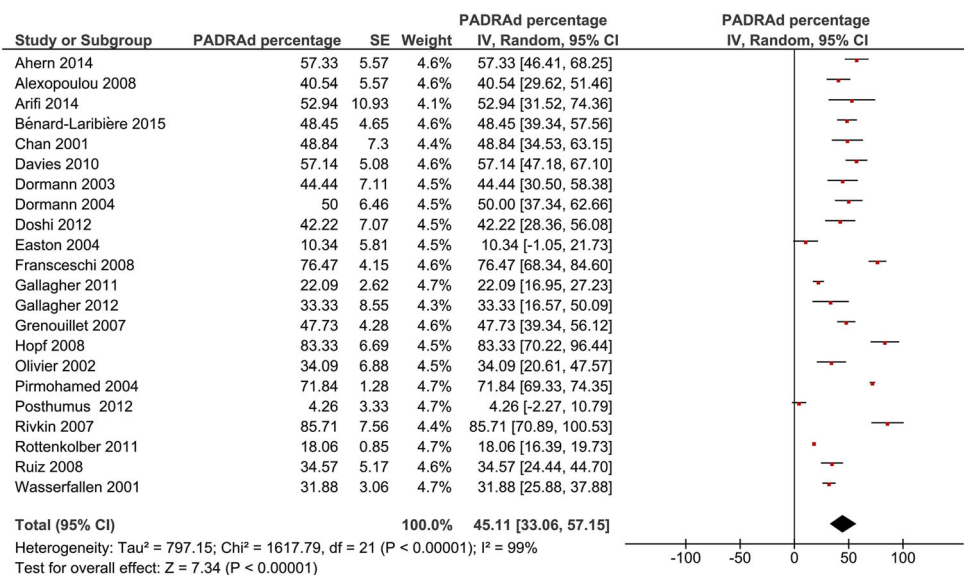 PADRAd percentage PADRAd percentage
Study or Subgroup PADRAd percentage SE Weight IV, Random, 95% CI IV, Random, 95% CI
Ahern 2014 57.33 5.57 4.6% 57.33 [46.41, 68.25]
Alexopoulou 2008 40.54 5.57 4.6% 40.54 [29.62, 51.46]
Arifi 2014 52.94 10.93 4.1% 52.94 [31.52, 74.36]
Bénard-Laribière 2015 48.45 4.65 4.6% 48.45 [39.34, 57.56]
Chan 2001 48.84 7.3 4.5% 48.84 [34.53, 63.15]
Davies 2010 57.14 5.08 4.6% 57.14 [47.18, 67.10]
Dormann 2003 44.44 7.11 4.5% 44.44 [30.50, 58.38]
Dormann 2004 50 6.46 4.5% 50.00 [37.34, 62.66]
Doshi 2012 42.22 7.07 4.5% 42.22 [28.36, 56.08]
Easton 2004 10.34 5.81 4.5% 10.34 [-1.05, 21.73]
Fransceschi 2008 76.47 4.15 4.6% 76.47 [68.34, 84.60]
Gallagher 2011 22.09 2.62 4.7% 22.09 [16.95, 27.23]
Gallagher 2012 33.33 8.55 4.3% 33.33 [16.57, 50.09]
Grenouillet 2007 47.73 4.28 4.6% 47.73 [39.34, 56.12]
Hopf 2008 83.33 6.69 4.5% 83.33 [70.22, 96.44]
Olivier 2002 34.09 6.88 4.5% 34.09 [20.61, 47.57]
Pirmohamed 2004 71.84 1.28 4.7% 71.84 [69.33, 74.35]
Posthumus 2012 4.26 3.33 4.7% 4.26 [-2.27, 10.79]
Rivkin 2007 85.71 7.56 4.4% 85.71 [70.89, 100.53]
Rottenkolber 2011 18.06 0.85 4.7% 18.06 [16.39, 19.73]
Ruiz 2008 34.57 5.17 4.6% 34.57 [24.44, 44.70]
Wasserfallen 2001 31.88 3.06 4.7% 31.88 [25.88, 37.88]
Total (95% CI) 100.0% 45.11 [33.06, 57.15]
Heterogeneity: Tau² = 797.15; Chi² = 1617.79, df = 21 (P < 0.00001); I² = 99%
Test for overall effect: Z = 7.34 (P < 0.00001)
-100 -50 0 50 100